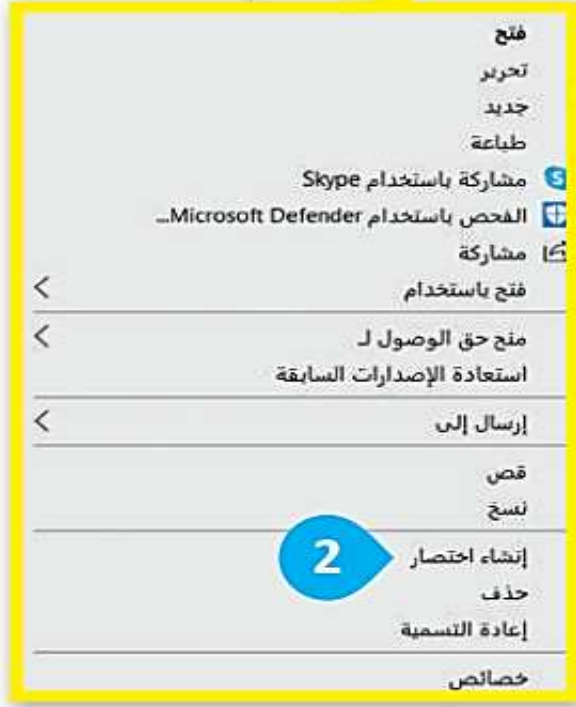 فتح
تحرير
جديد
طباعة
مشاركة باستخدام Skype
الفحص باستخدام Microsoft Defender...
مشاركة
فتح باستخدام
منح حق الوصول لـ
استعادة الإصدارات السابقة
إرسال إلى
قص
نسخ
إنشاء اختصار
2
حذف
إعادة التسمية
خصائص